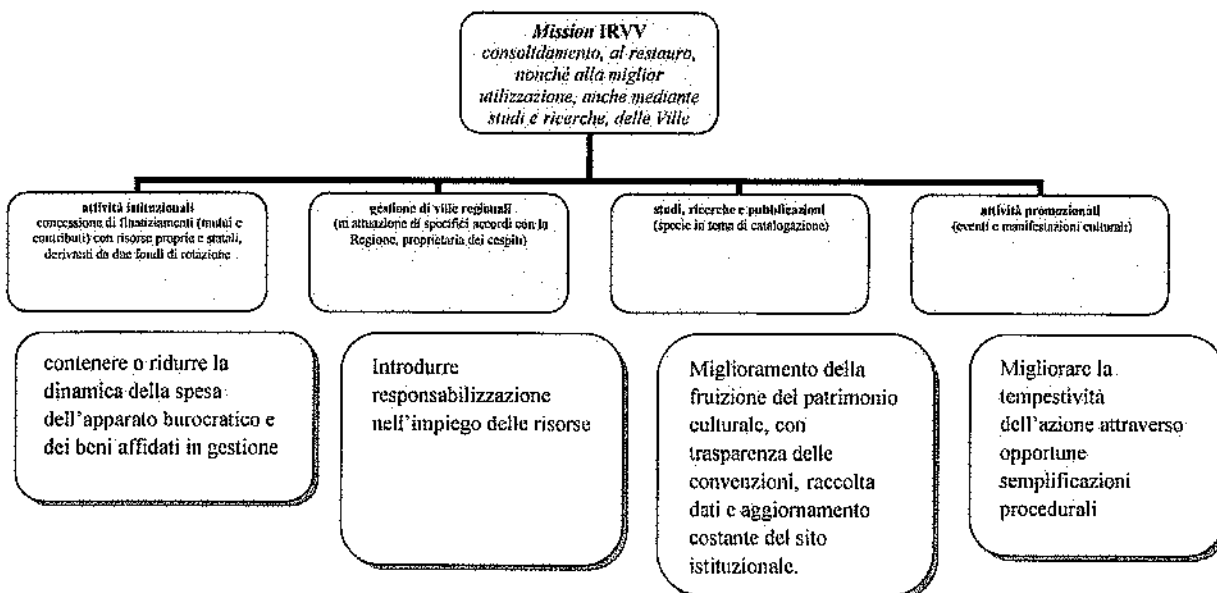 Mission IRVV
consolidamento, al restauro,
nonché alla miglior
utilizzazione, anche mediante
studi e ricerche, delle Ville
attività istituzionali
concessione di finanziamenti (mutui e
contributi) con risorse proprie e statali,
derivanti da due fondi di rotazione
gestione di ville regionali
(in attuazione di specifici accordi con la
Regione, proprietaria dei cespiti)
studi, ricerche e pubblicazioni
(specie in tema di catalogazione)
attività promozionali
(eventi e manifestazioni culturali)
contenere o ridurre la
dinamica della spesa
dell'apparato burocratico e
dei beni affidati in gestione
Introdurre
responsabilizzazione
nell'impiego delle risorse
Miglioramento della
fruizione del patrimonio
culturale, con
trasparenza delle
convenzioni, raccolta
dati e aggiornamento
costante del sito
istituzionale.
Migliorare la
tempestività
dell'azione attraverso
opportune
semplificazioni
procedurali